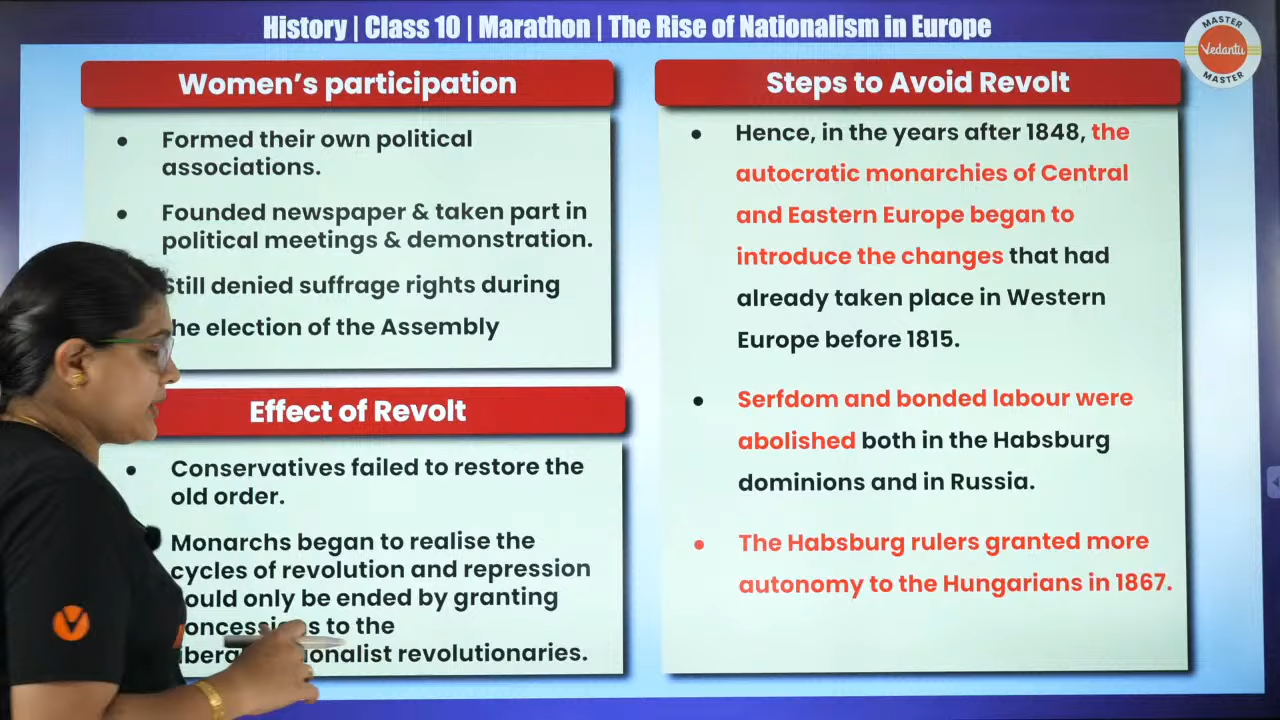 History | Class 10 | Marathon | The Rise of Nationalism in Europe
MASTER
Vedantu
MASTER
Women's participation
• Formed their own political
associations.
• Founded newspaper & taken part in
political meetings & demonstration.
Still denied suffrage rights during
he election of the Assembly
Effect of Revolt
• Conservatives failed to restore the
old order.
Monarchs began to realise the
cycles of revolution and repression
ould only be ended by granting
to the
revolutionaries.
Steps to Avoid Revolt
• Hence, in the years after 1848, the
autocratic monarchies of Central
and Eastern Europe began to
introduce the changes that had
already taken place in Western
Europe before 1815.
• Serfdom and bonded labour were
abolished both in the Habsburg
dominions and in Russia.
• The Habsburg rulers granted more
autonomy to the Hungarians in 1867.